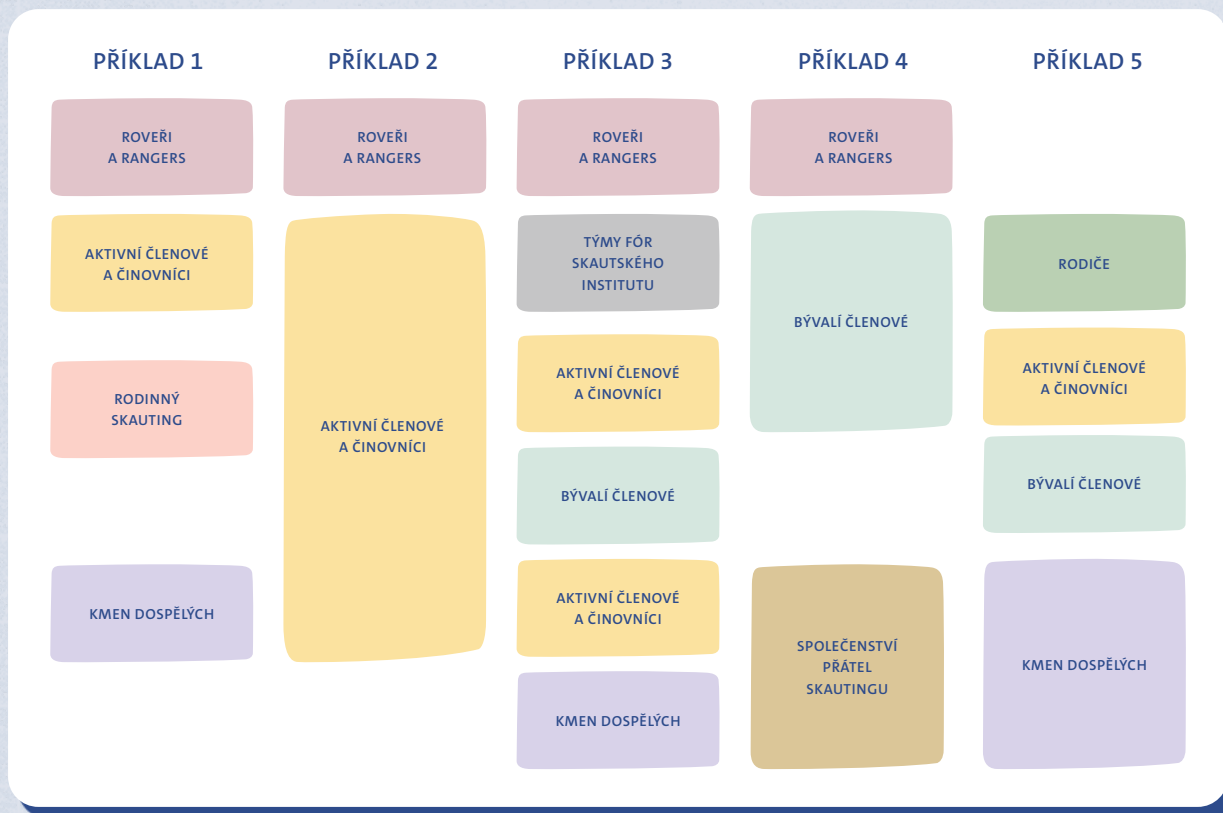 PŘÍKLAD 1
ROVEŘI
A RANGERS
AKTIVNÍ ČLENOVÉ
A ČINOVNÍCI
RODINNÝ
SKAUTING
KMEN DOSPĚLÝCH
PŘÍKLAD 2
ROVEŘI
A RANGERS
AKTIVNÍ ČLENOVÉ
A ČINOVNÍCI
PŘÍKLAD 3
ROVEŘI
A RANGERS
TÝMY FÓR
SKAUTSKÉHO
INSTITUTU
AKTIVNÍ ČLENOVÉ
A ČINOVNÍCI
BÝVALÍ ČLENOVÉ
AKTIVNÍ ČLENOVÉ
A ČINOVNÍCI
KMEN DOSPĚLÝCH
PŘÍKLAD 4
ROVEŘI
A RANGERS
BÝVALÍ ČLENOVÉ
SPOLEČENSTVÍ
PŘÁTEL
SKAUTINGU
PŘÍKLAD 5
RODIČE
AKTIVNÍ ČLENOVÉ
A ČINOVNÍCI
BÝVALÍ ČLENOVÉ
KMEN DOSPĚLÝCH